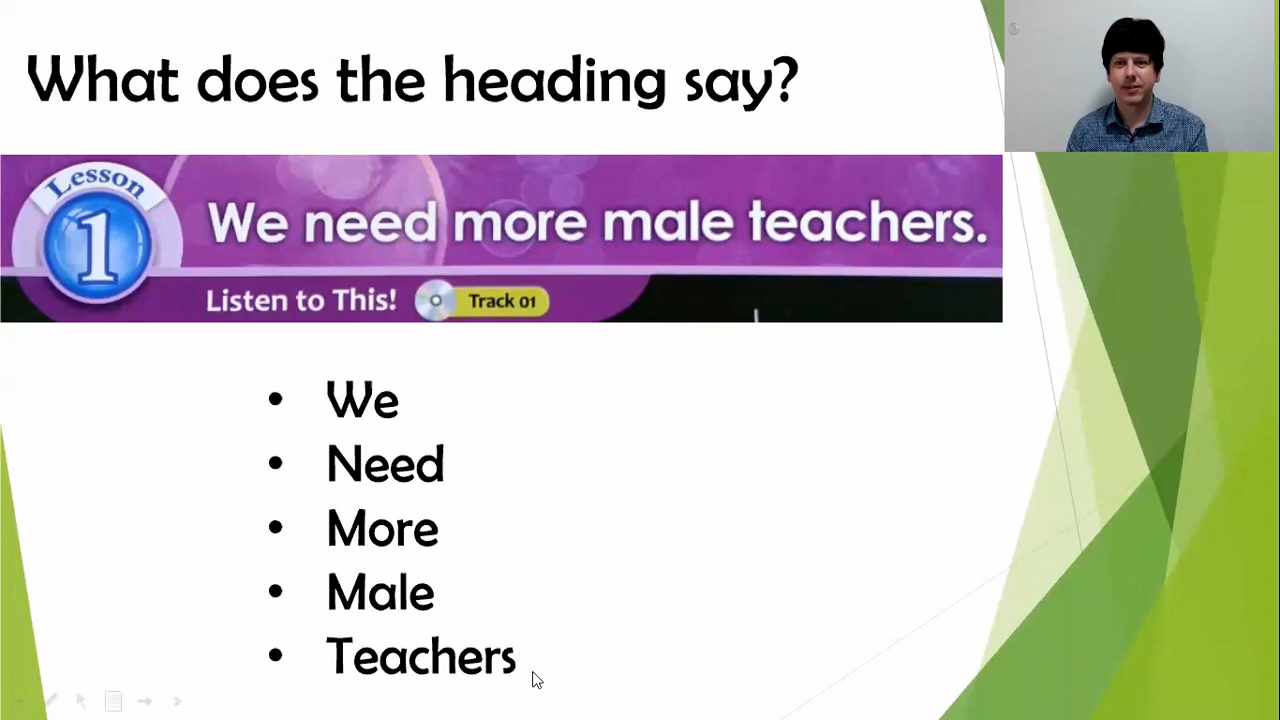 What does the heading say?
Lesson
1
We need more male teachers.
Listen to This! Track 01
• We
• Need
• More
• Male
• Teachers